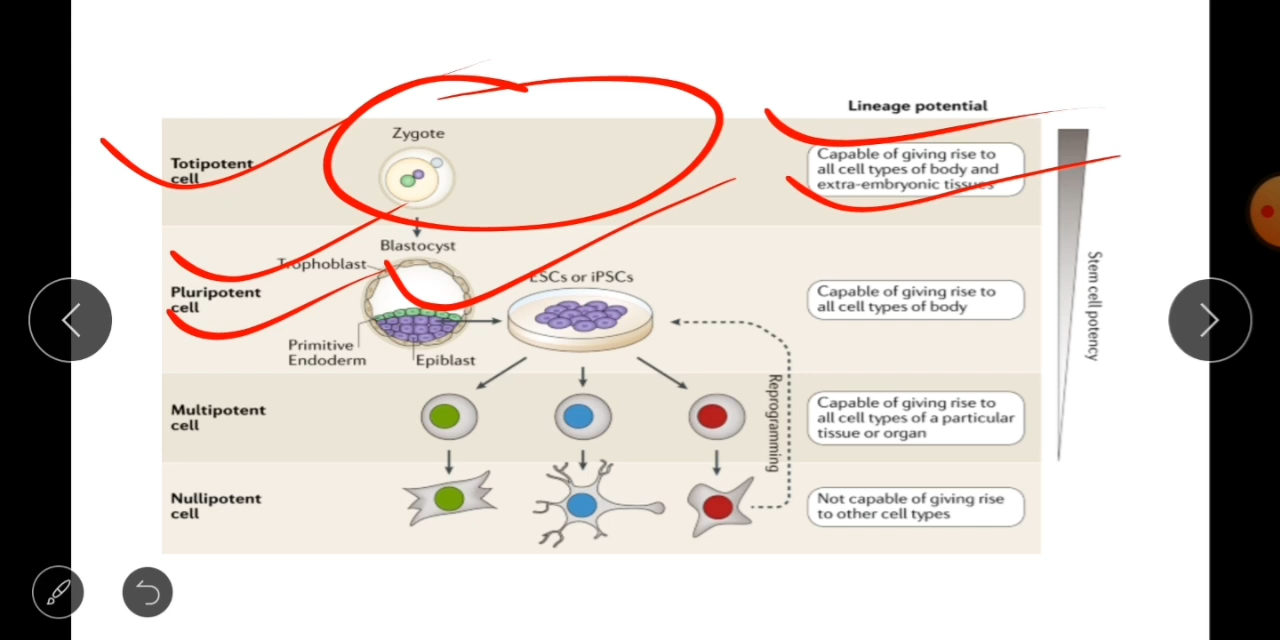 Lineage potential
Zygote
Totipotent
cell
Capable of giving rise to
all cell types of body and
extra-embryonic tissues
Blastocyst
Trophoblast
ESCs or iPSCs
Pluripotent
cell
Capable of giving rise to
all cell types of body
Primitive
Endoderm
Epiblast
Stem cell potency
Reprogramming
Multipotent
cell
Capable of giving rise to
all cell types of a particular
tissue or organ
Nullipotent
cell
Not capable of giving rise
to other cell types